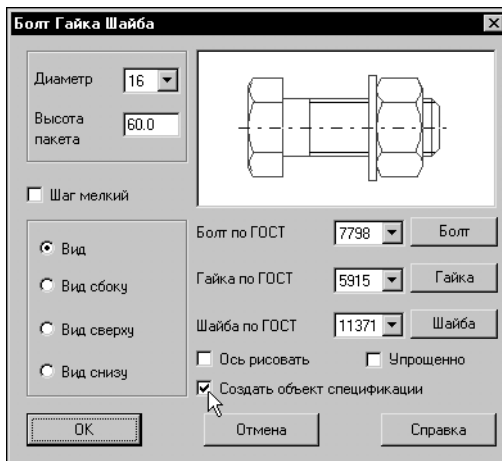 Болт Гайка Шайба
Диаметр 16
Высота пакета 60.0
Шаг мелкий
Вид
Вид сбоку
Вид сверху
Вид снизу
Болт по ГОСТ 7798 Болт
Гайка по ГОСТ 5915 Гайка
Шайба по ГОСТ 11371 Шайба
Ось рисовать Упрощенно
Создать объект спецификации
OK Отмена Справка